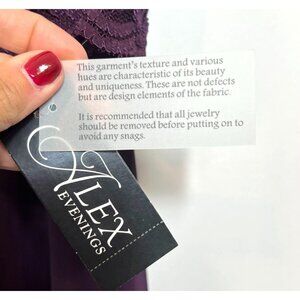 This garment's texture and various
hues are characteristic of its beauty
and uniqueness. These are not defects
but are design elements of the fabric.
It is recommended that all jewelry
should be removed before putting on to
avoid any snags.
ALEX
EVENINGS